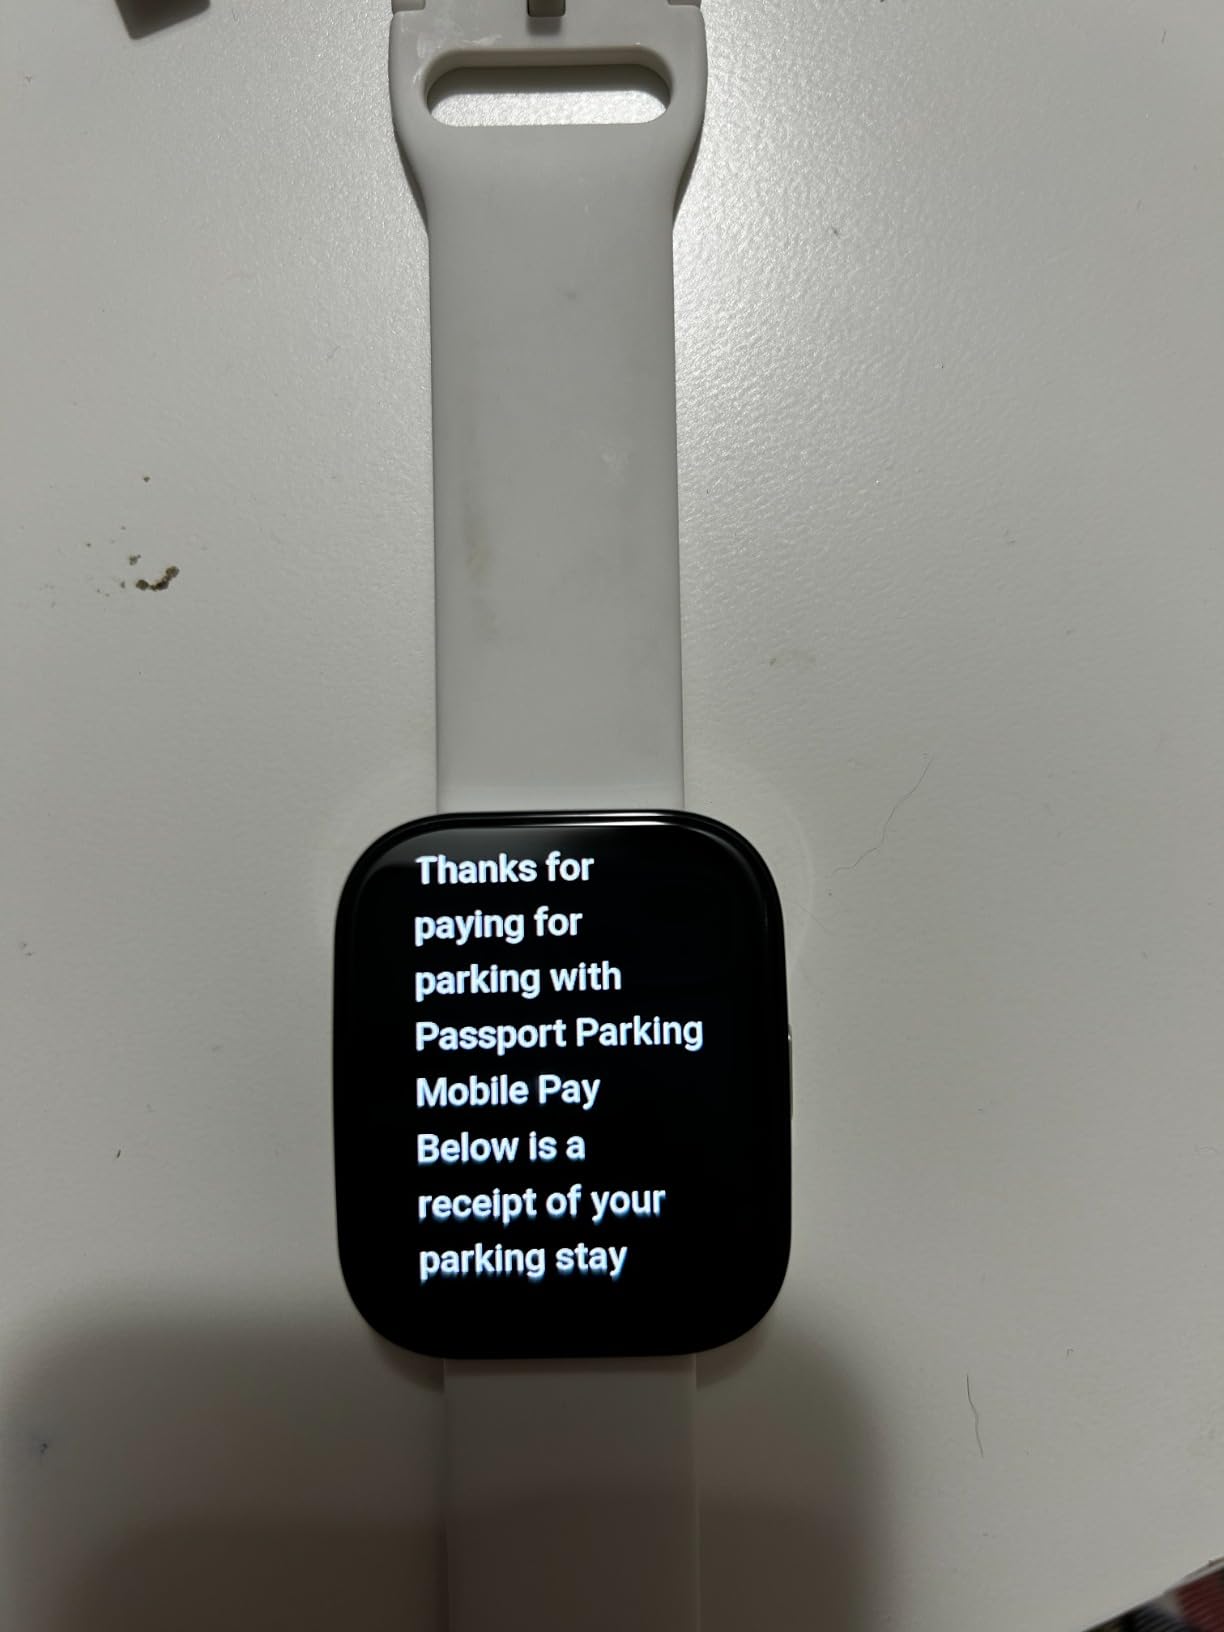 Thanks for
paying for
parking with
Passport Parking
Mobile Pay
Below is a
receipt of your
parking stay